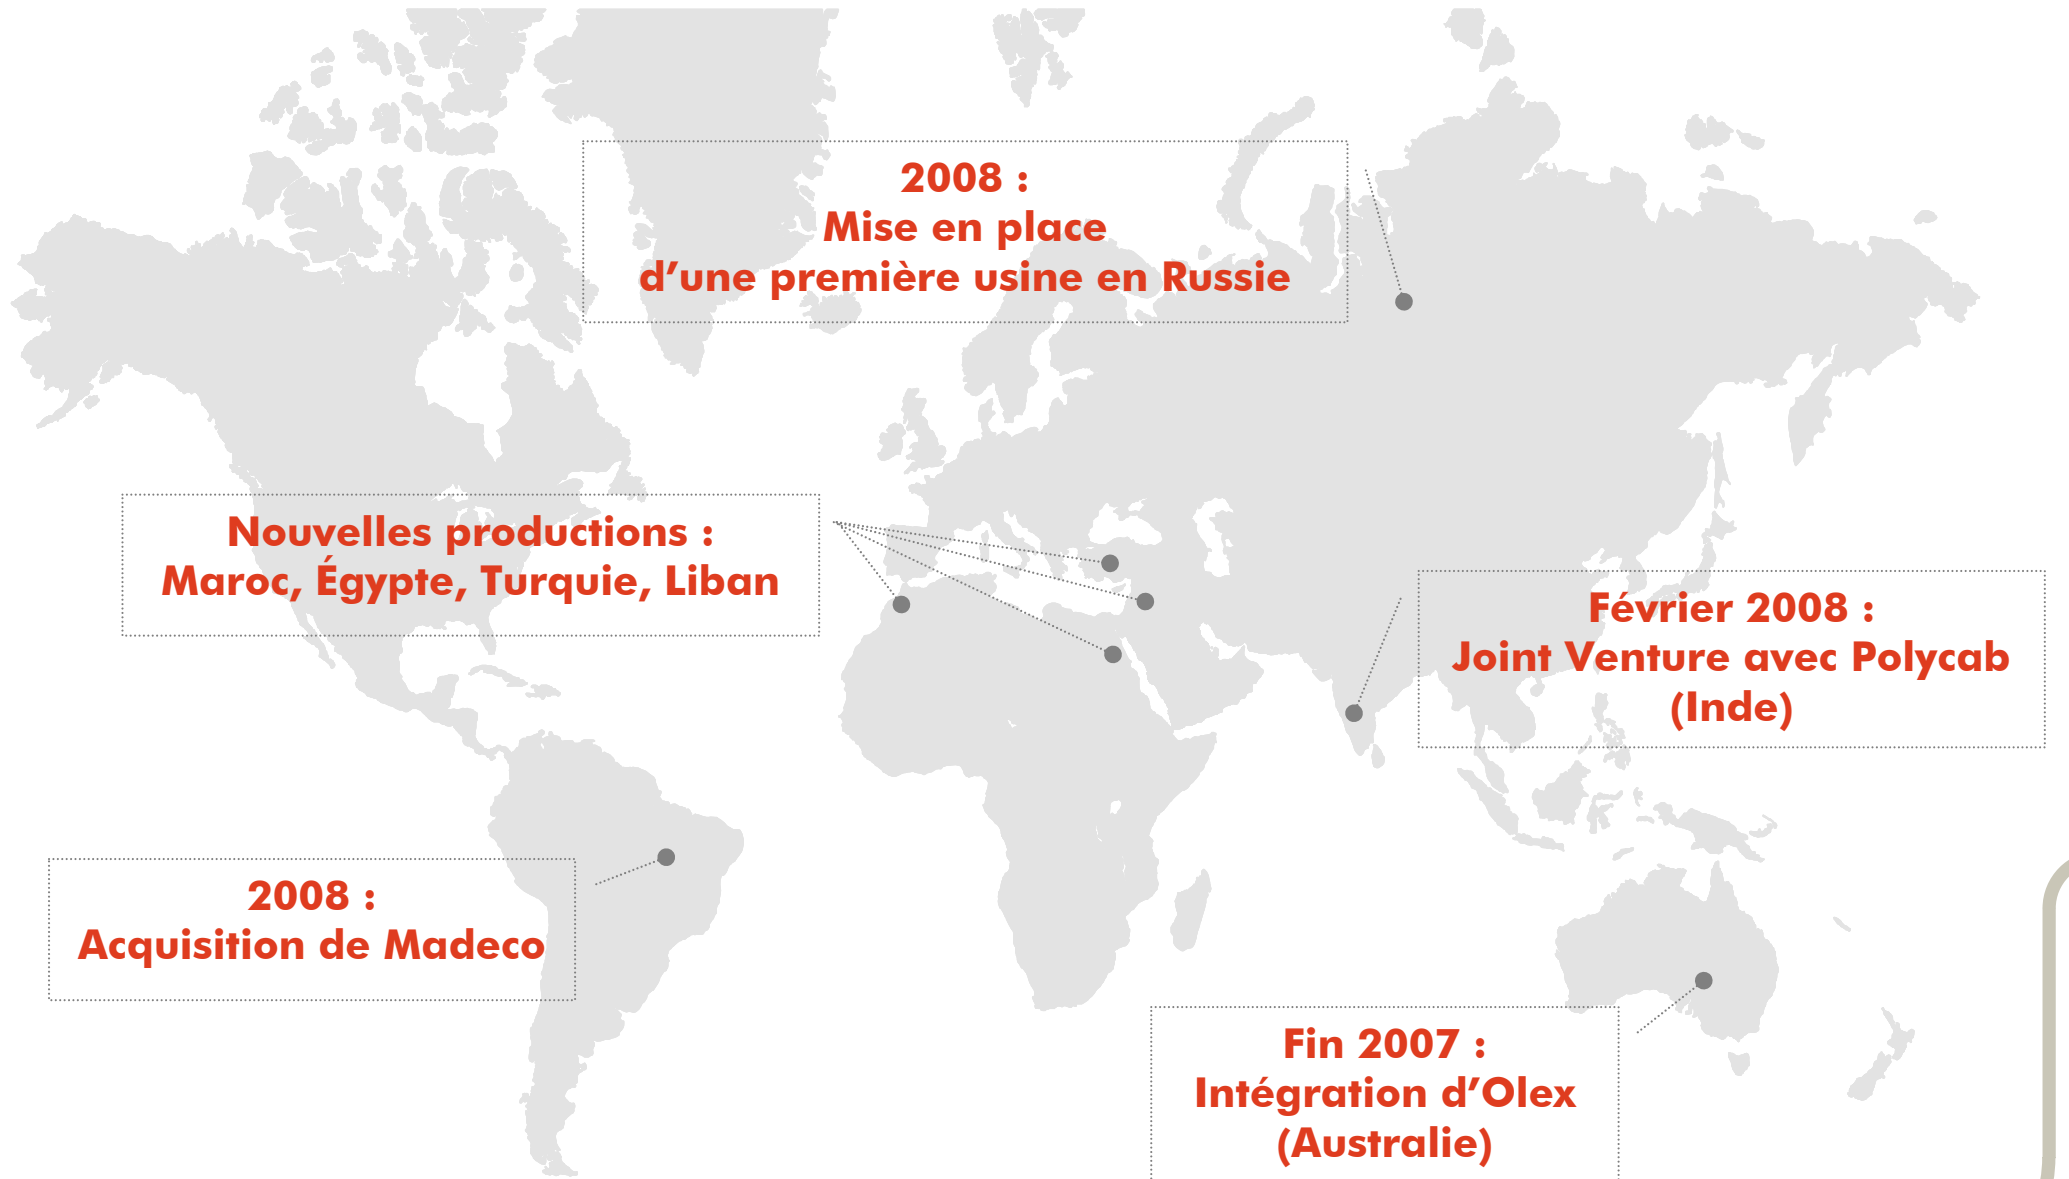 2008 :
Mise en place
d’une première usine en Russie
Nouvelles productions :
Maroc, Égypte, Turquie, Liban
Février 2008 :
Joint Venture avec Polycab
(Inde)
2008 :
Acquisition de Madeco
Fin 2007 :
Intégration d’Olex
(Australie)